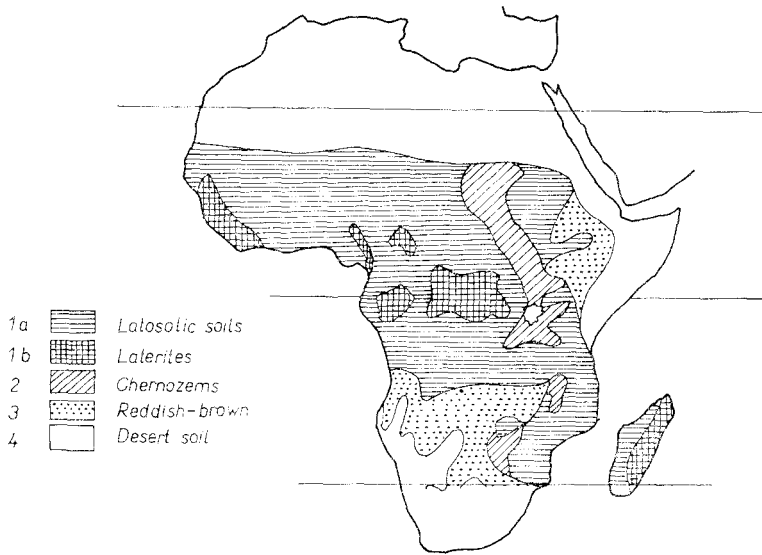 1a Latosolic soils
1b Laterites
2 Chernozems
3 Reddish-brown
4 Desert soil